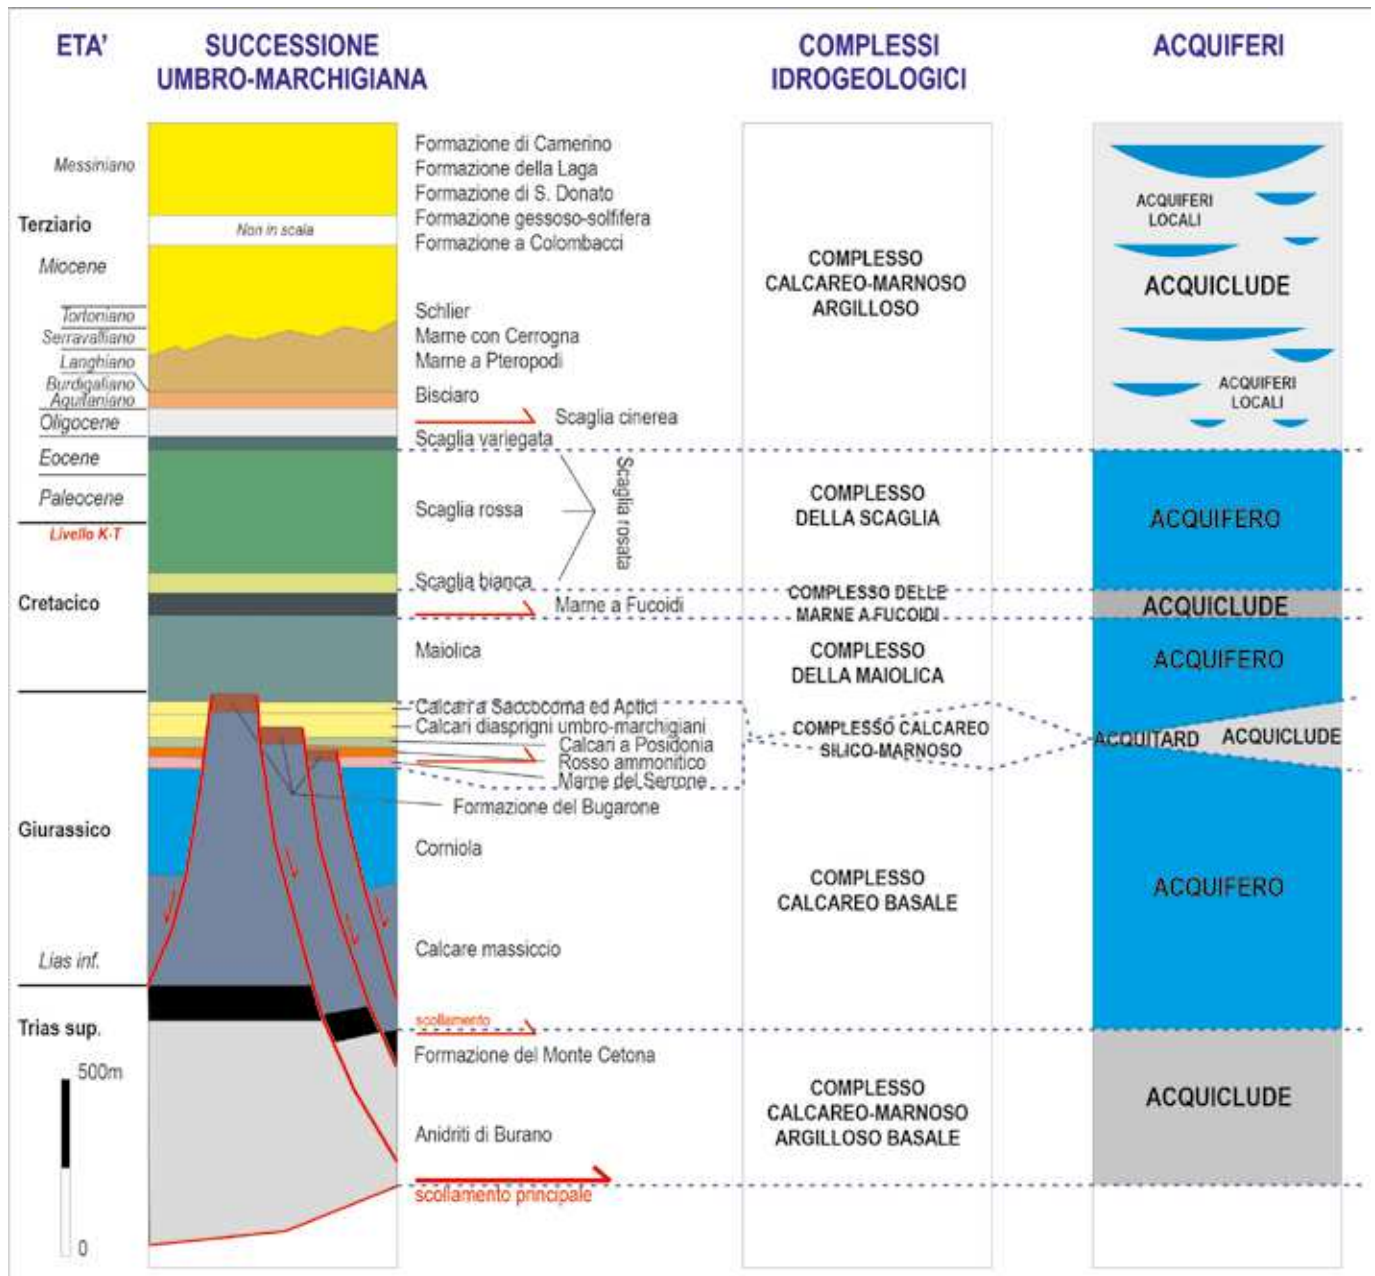 ETA'
SUCCESSIONE
UMBRO-MARCHIGIANA
COMPLESSI
IDROGEOLOGICI
ACQUIFERI
Messiniano
Terziario
Miocene
Tortoniano
Serravalliano
Langhiano
Burdigaliano
Aquitaniano
Oligocene
Eocene
Paleocene
Livello K-T
Cretacico
Giurassico
Lias inf.
Trias sup.
500m
0
Non in scala
Formazione di Camerino
Formazione della Laga
Formazione di S. Donato
Formazione gessoso-solfifera
Formazione a Colombacci
Schlier
Marne con Cerrogna
Marne a Pteropodi
Bisciaro
Scaglia cinerea
Scaglia variegata
Scaglia rossa
Scaglia rosata
Scaglia bianca
Marne a Fucoidi
Maiolica
Calcari a Saccocoma ed Aptici
Calcari diasprigni umbro-marchigiani
Calcari a Posidonia
Rosso ammonitico
Marne del Serrone
Formazione del Bugarone
Corniola
Calcare massiccio
scollamento
Formazione del Monte Cetona
Anidriti di Burano
scollamento principale
COMPLESSO
CALCAREO-MARNOSO
ARGILLOSO
COMPLESSO
DELLA SCAGLIA
COMPLESSO DELLE
MARNE A FUCOIDI
COMPLESSO
DELLA MAIOLICA
COMPLESSO CALCAREO
SILICO-MARNOSO
COMPLESSO
CALCAREO BASALE
COMPLESSO
CALCAREO-MARNOSO
ARGILLOSO BASALE
ACQUIFERI
LOCALI
ACQUICLUDE
ACQUIFERI
LOCALI
ACQUIFERO
ACQUICLUDE
ACQUIFERO
ACQUITARD
ACQUICLUDE
ACQUIFERO
ACQUICLUDE